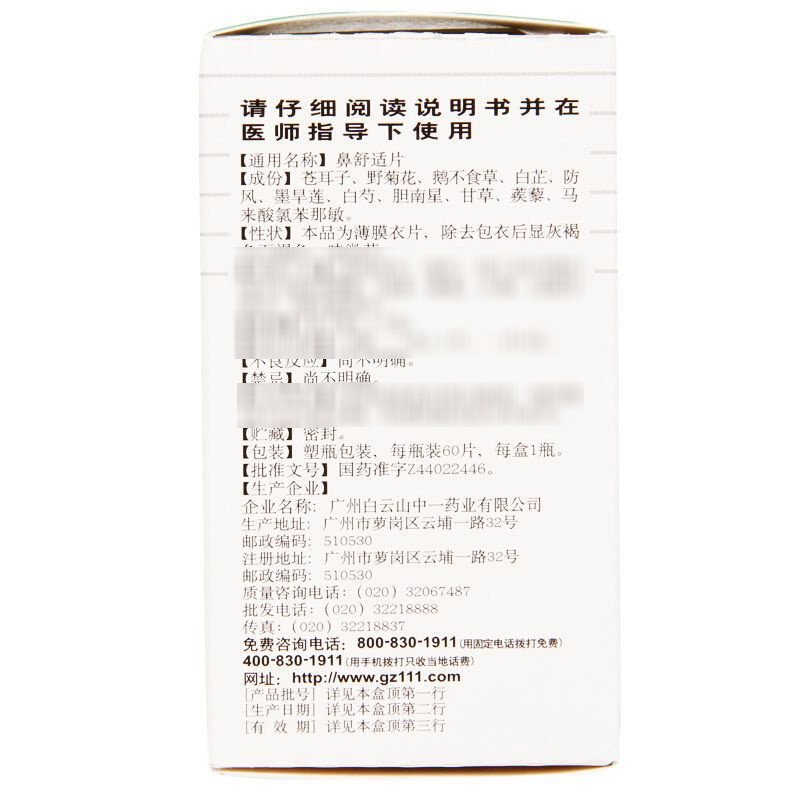 请仔细阅读说明书并在
医师指导下使用
【通用名称】鼻舒适片
【成份】苍耳子、野菊花、鹅不食草、白芷、防
风、墨旱莲、白芍、胆南星、甘草、蒺藜、马
来酸氯苯那敏。
【性状】本品为薄膜衣片，除去包衣后显灰褐
【不良反应】尚不明确。
【禁忌】尚不明确。
【贮藏】密封。
【包装】塑瓶包装，每瓶装60片，每盒1瓶。
【批准文号】国药准字Z44022446。
【生产企业】
企业名称：广州白云山中一药业有限公司
生产地址：广州市萝岗区云埔一路32号
邮政编码：510530
注册地址：广州市萝岗区云埔一路32号
邮政编码：510530
质量咨询电话：(020) 32067487
批发电话：(020) 32218888
传真：(020) 32218837
免费咨询电话：800-830-1911(用固定电话拨打免费)
400-830-1911(用手机拨打只收当地话费)
网址：http://www.gz111.com
[产品批号] 详见本盒顶第一行
[生产日期] 详见本盒顶第二行
[有 效 期] 详见本盒顶第三行